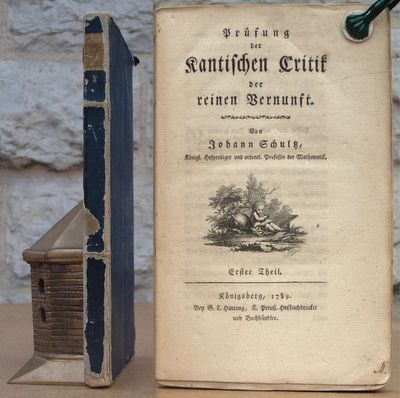 Prüfung
der
Kantischen Critik
der
reinen Vernunft.
Von
Johann Schultz,
Königl. Hofprediger und ordentl. Professor der Mathematik.
Erster Theil.
Königsberg, 1789.
Bey G. L. Hartung, K. Preuß. Hofbuchdrucker
und Buchhändler.